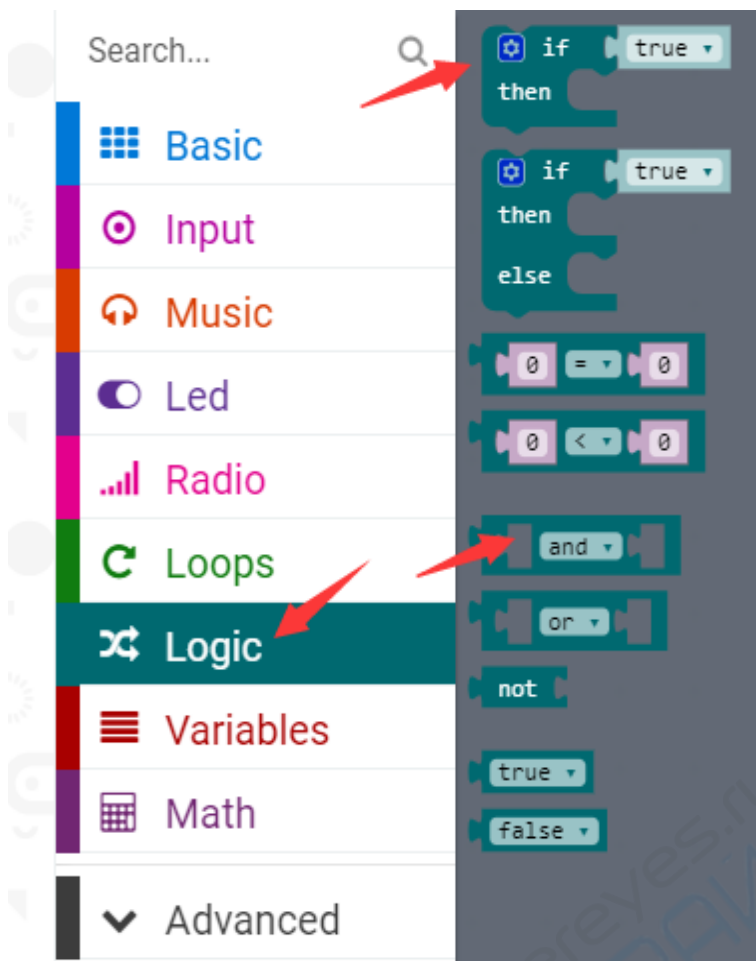 Search...
Basic
Input
Music
Led
Radio
Loops
Logic
Variables
Math
Advanced
if true
then
if true
then
else
0 = 0
0 < 0
and
or
not
true
false